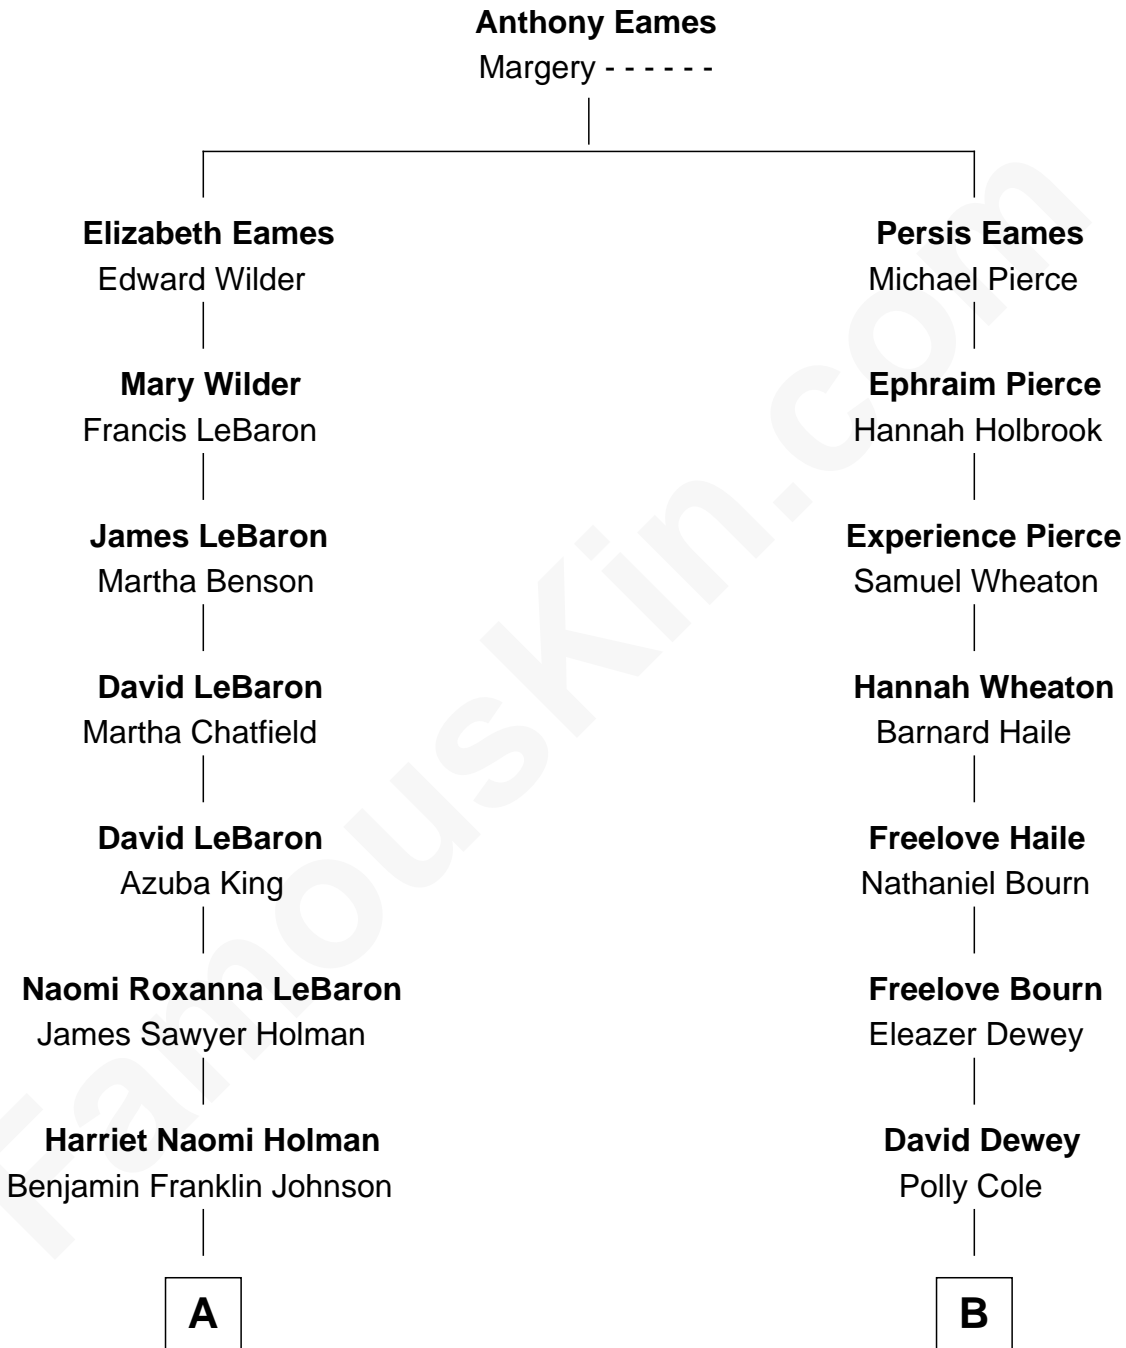 Anthony Eames
Margery - - - - - -
Elizabeth Eames
Edward Wilder
Persis Eames
Michael Pierce
Mary Wilder
Francis LeBaron
Ephraim Pierce
Hannah Holbrook
James LeBaron
Martha Benson
Experience Pierce
Samuel Wheaton
David LeBaron
Martha Chatfield
Hannah Wheaton
Barnard Haile
David LeBaron
Azuba King
Freelove Haile
Nathaniel Bourn
Naomi Roxanna LeBaron
James Sawyer Holman
Freelove Bourn
Eleazer Dewey
Harriet Naomi Holman
Benjamin Franklin Johnson
David Dewey
Polly Cole
A
B
FamousKin.com